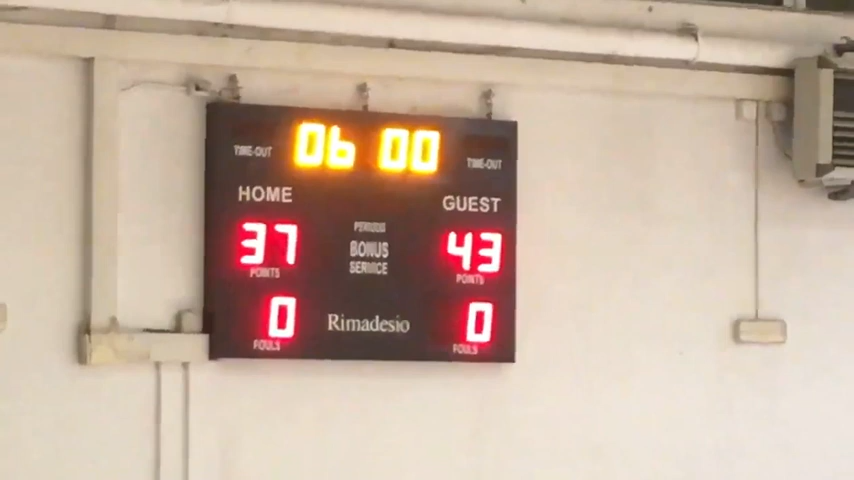 TIME-OUT 06 00 TIME-OUT
HOME GUEST
37 PERIOD 43
POINTS BONUS POINTS
SERVICE
0 Rimadesio 0
FOULS FOULS